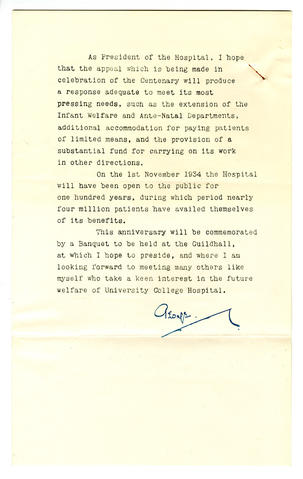 As President of the Hospital, I hope
that the appeal which is being made in
celebration of the Centenary will produce
a response adequate to meet its most
pressing needs, such as the extension of the
Infant Welfare and Ante-Natal Departments,
additional accommodation for paying patients
of limited means, and the provision of a
substantial fund for carrying on its work
in other directions.
On the 1st November 1934 the Hospital
will have been open to the public for
one hundred years, during which period nearly
four million patients have availed themselves
of its benefits.
This anniversary will be commemorated
by a Banquet to be held at the Guildhall,
at which I hope to preside, and where I am
looking forward to meeting many others like
myself who take a keen interest in the future
welfare of University College Hospital.
George.